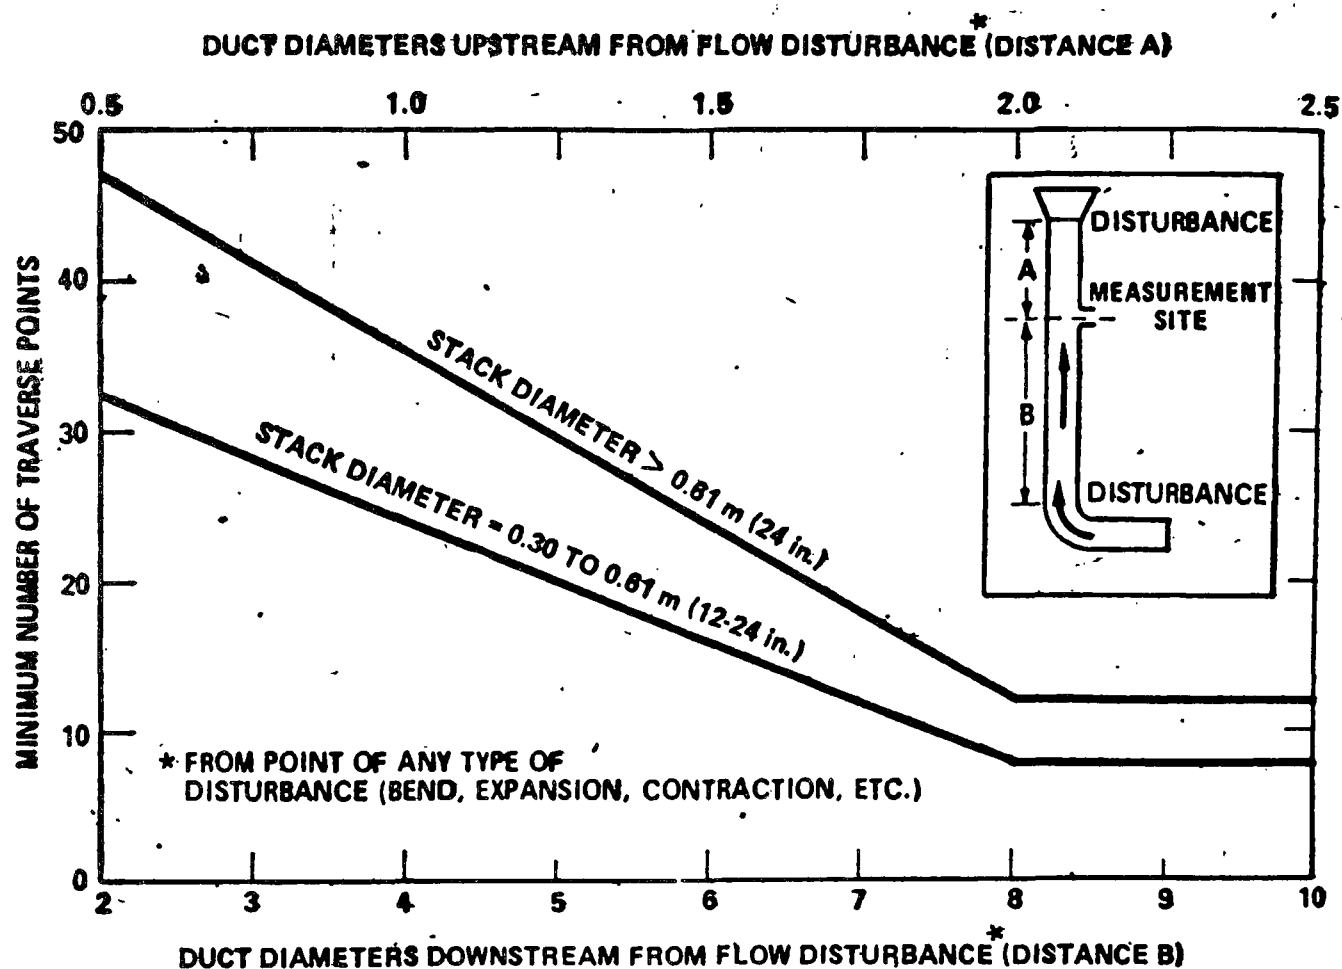 DUCT DIAMETERS UPSTREAM FROM FLOW DISTURBANCE* (DISTANCE A)
0.5 1.0 1.5 2.0 2.5
50
40
30
20
10
0
MINIMUM NUMBER OF TRAVERSE POINTS
STACK DIAMETER > 0.61 m (24 in.)
STACK DIAMETER = 0.30 TO 0.61 m (12-24 in.)
DISTURBANCE
A
MEASUREMENT
SITE
B
DISTURBANCE
* FROM POINT OF ANY TYPE OF
DISTURBANCE (BEND, EXPANSION, CONTRACTION, ETC.)
2 3 4 5 6 7 8 9 10
DUCT DIAMETERS DOWNSTREAM FROM FLOW DISTURBANCE* (DISTANCE B)